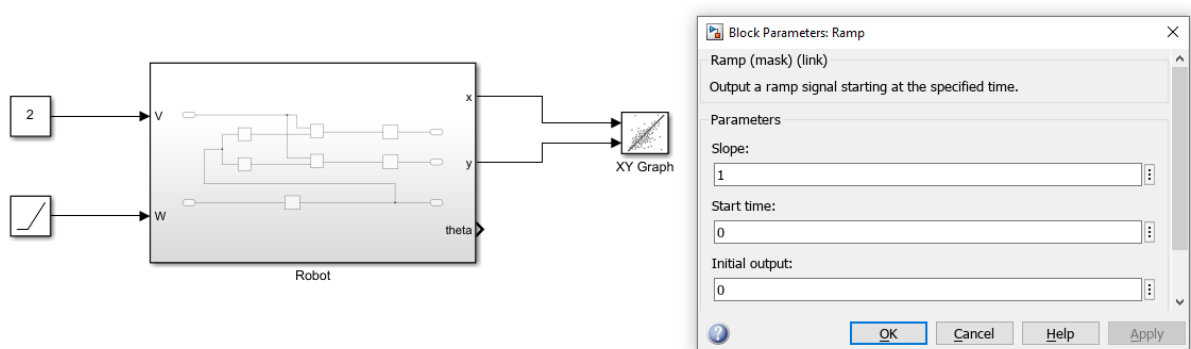 2
V
W
x
y
theta
Robot
XY Graph
Block Parameters: Ramp
Ramp (mask) (link)
Output a ramp signal starting at the specified time.
Parameters
Slope:
1
Start time:
0
Initial output:
0
? OK Cancel Help Apply